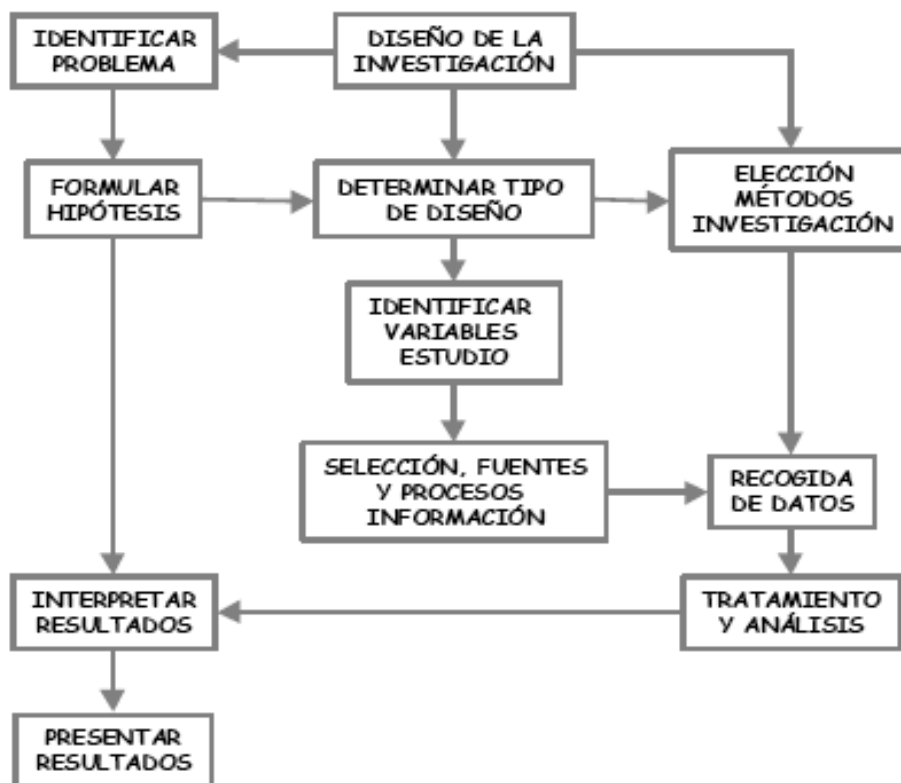 IDENTIFICAR
PROBLEMA
DISEÑO DE LA
INVESTIGACIÓN
FORMULAR
HIPÓTESIS
DETERMINAR TIPO
DE DISEÑO
ELECCIÓN
MÉTODOS
INVESTIGACIÓN
IDENTIFICAR
VARIABLES
ESTUDIO
SELECCIÓN, FUENTES
Y PROCESOS
INFORMACIÓN
RECOGIDA
DE DATOS
INTERPRETAR
RESULTADOS
TRATAMIENTO
Y ANÁLISIS
PRESENTAR
RESULTADOS